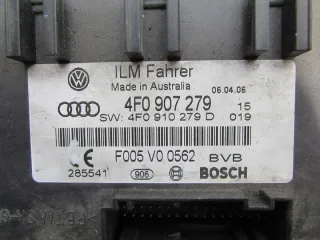 ILM Fahrer
Made in Australia 06.04.06
4F0 907 279 15
SW: 4F0 910 279 D 019
F005 V0 0562 BVB
285541 906 BOSCH